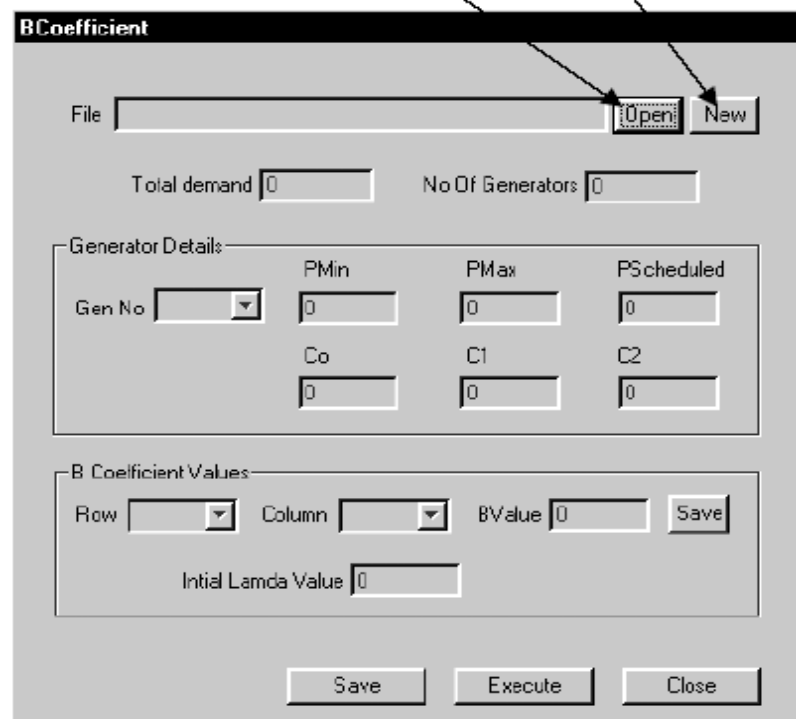 BCoefficient
File Open New
Total demand 0 No Of Generators 0
Generator Details
PMin PMax PScheduled
Gen No 0 0 0
Co C1 C2
0 0 0
B Coefficient Values
Row Column BValue 0 Save
Intial Lamda Value 0
Save Execute Close